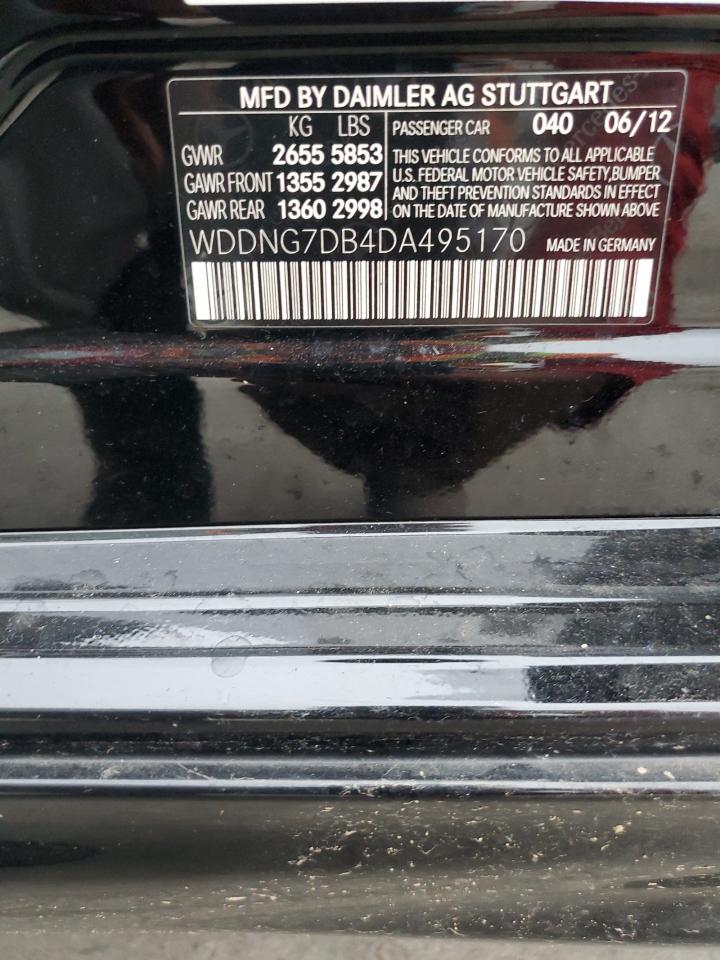 MFD BY DAIMLER AG STUTTGART
KG LBS
GVWR 2655 5853
GAWR FRONT 1355 2987
GAWR REAR 1360 2998
PASSENGER CAR 040 06/12
THIS VEHICLE CONFORMS TO ALL APPLICABLE
U.S. FEDERAL MOTOR VEHICLE SAFETY,BUMPER
AND THEFT PREVENTION STANDARDS IN EFFECT
ON THE DATE OF MANUFACTURE SHOWN ABOVE
WDDNG7DB4DA495170 MADE IN GERMANY